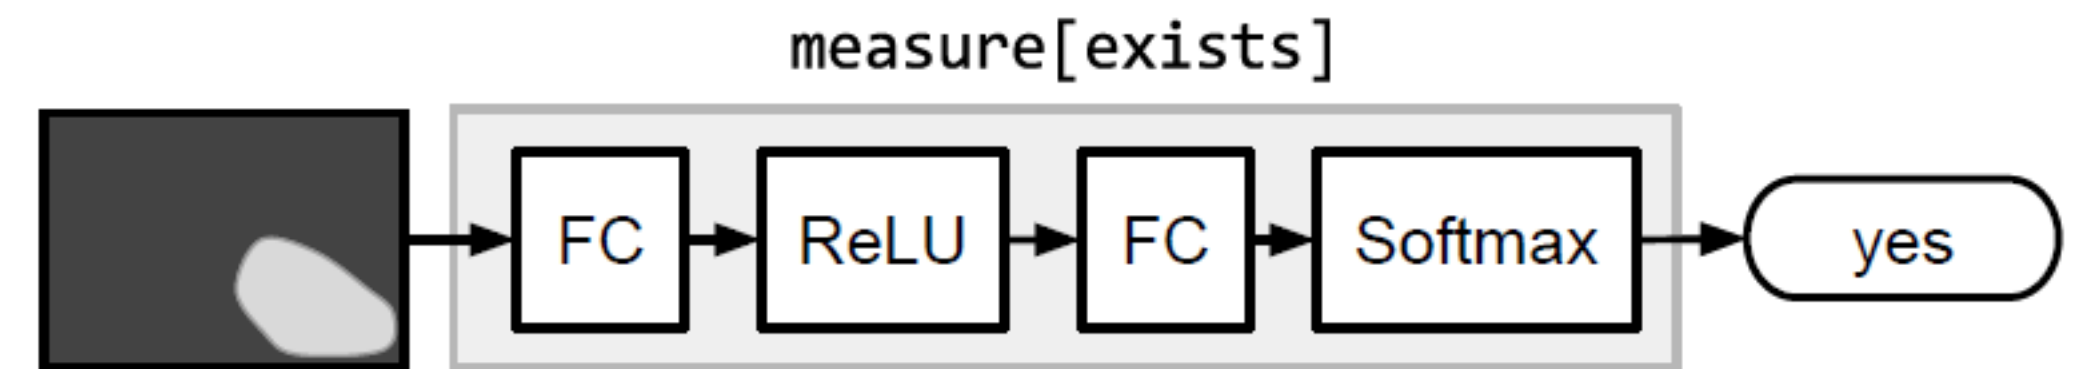 measure[exists]
FC ReLU FC Softmax yes